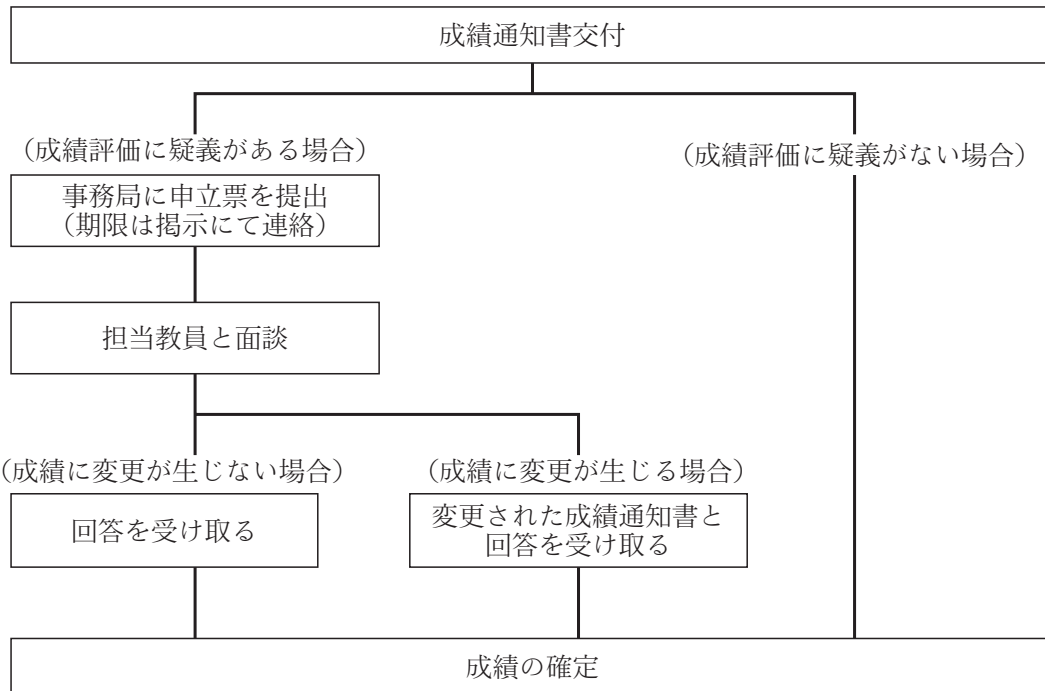 成績通知書交付
（成績評価に疑義がある場合）
（成績評価に疑義がない場合）
事務局に申立票を提出
（期限は掲示にて連絡）
担当教員と面談
（成績に変更が生じない場合）
（成績に変更が生じる場合）
回答を受け取る
変更された成績通知書と
回答を受け取る
成績の確定